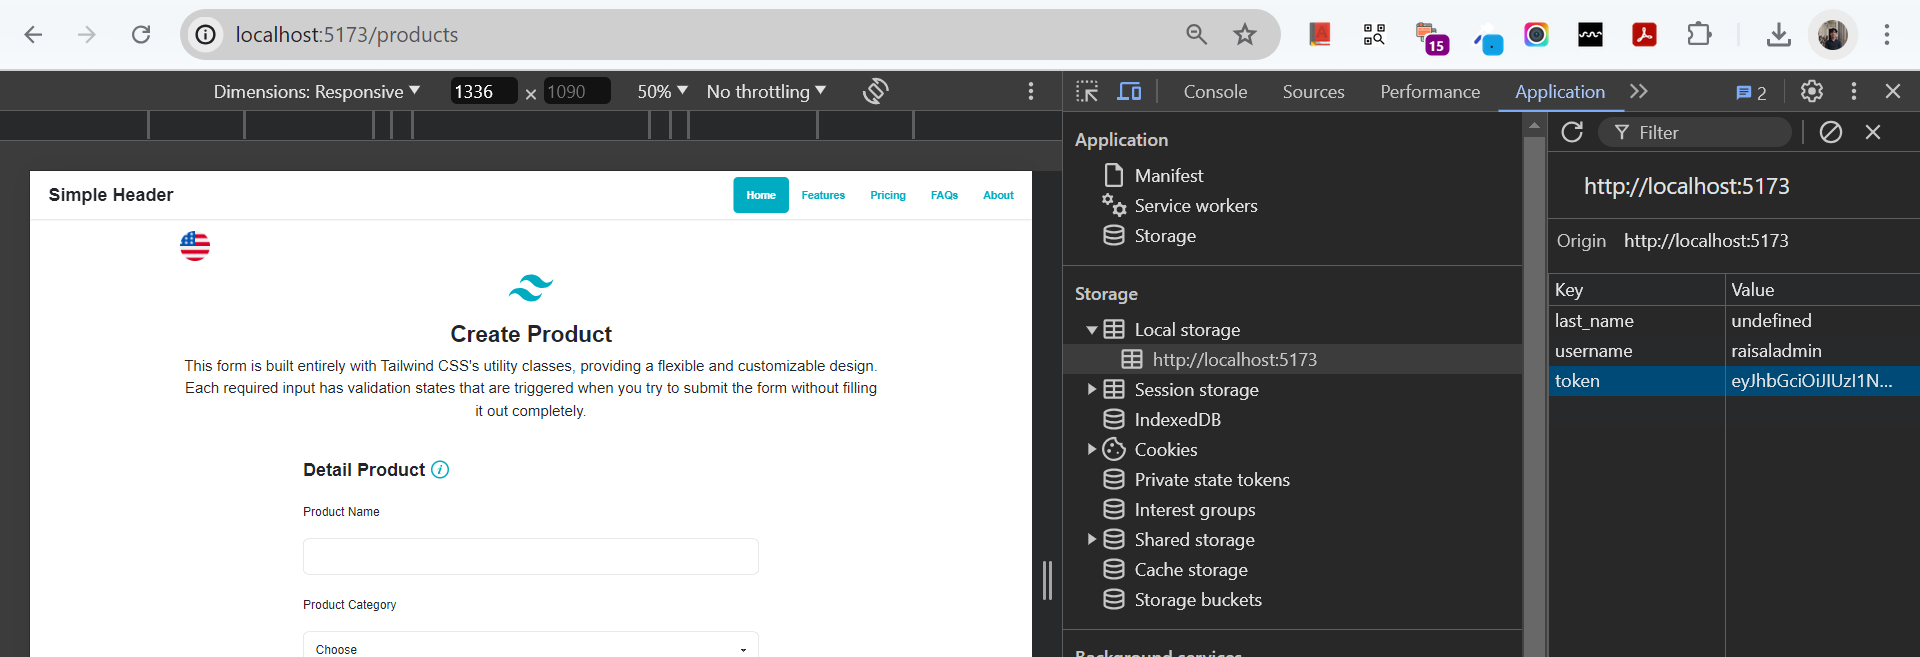 localhost:5173/products
15
Dimensions: Responsive
1336 × 1090
50%
No throttling
Console
Sources
Performance
Application
2
Simple Header
Home
Features
Pricing
FAQs
About
Create Product
This form is built entirely with Tailwind CSS's utility classes, providing a flexible and customizable design.
Each required input has validation states that are triggered when you try to submit the form without filling
it out completely.
Detail Product
Product Name
Product Category
Choose
Application
Manifest
Service workers
Storage
Storage
Local storage
http://localhost:5173
Session storage
IndexedDB
Cookies
Private state tokens
Interest groups
Shared storage
Cache storage
Storage buckets
Background services
Filter
http://localhost:5173
Origin http://localhost:5173
Key Value
last_name undefined
username raisaladmin
token eyJhbGciOiJIUzI1N...